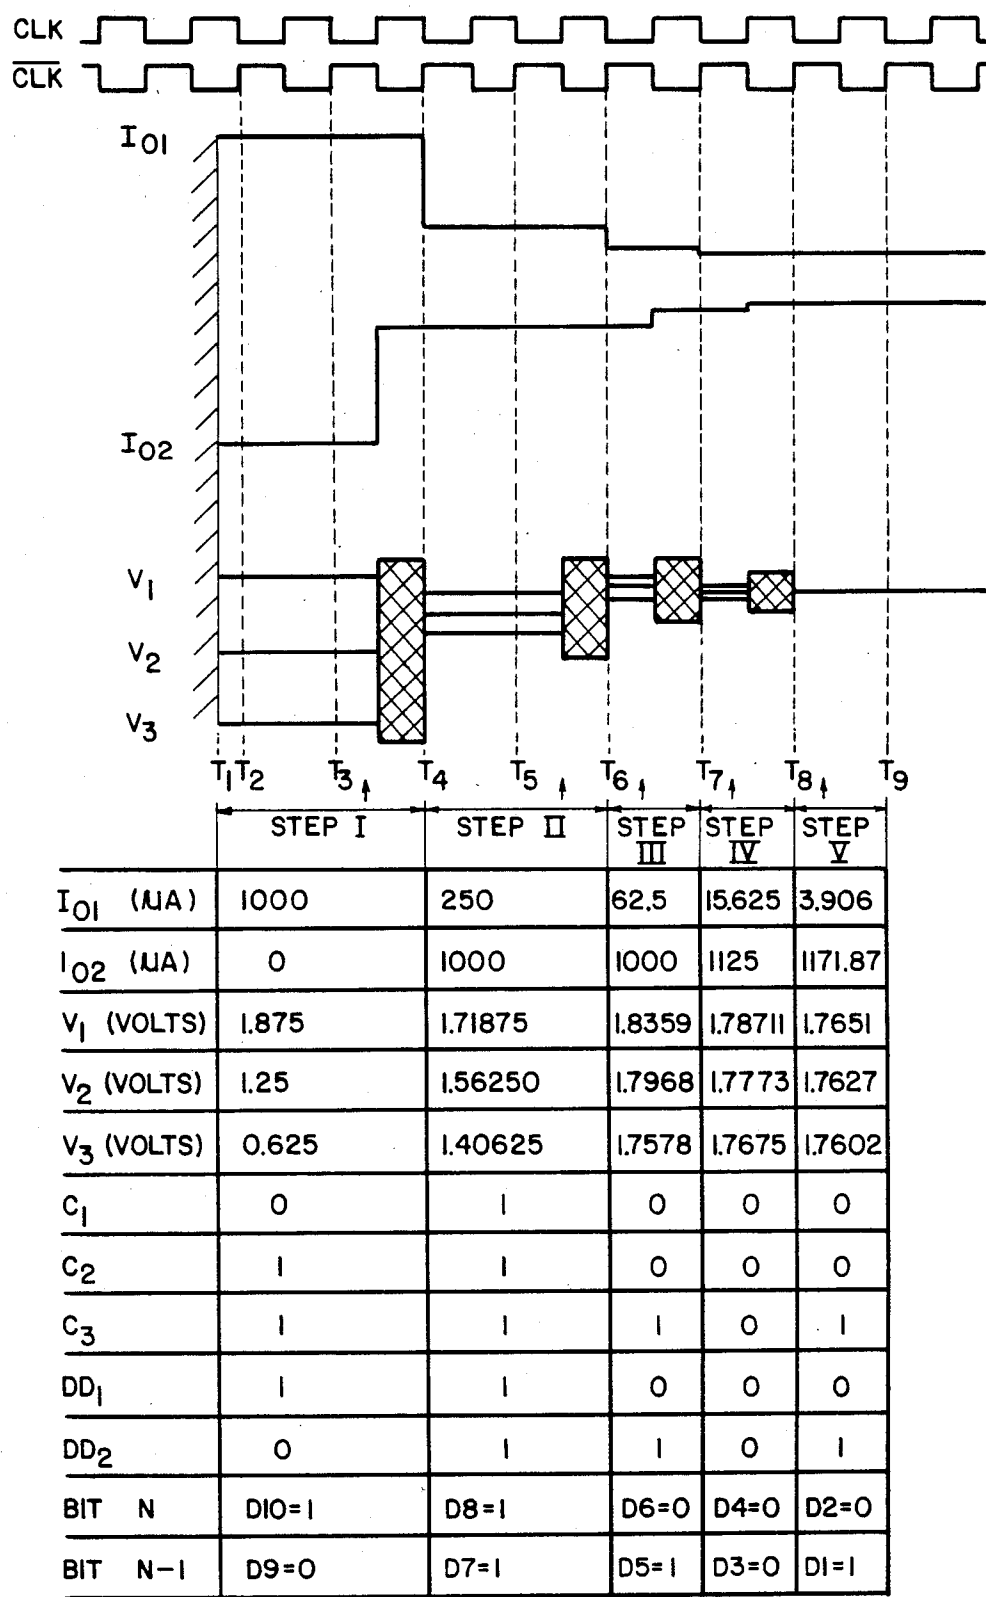 CLK
CLK
I01
I02
V1
V2
V3
T1 T2 T3 T4 T5 T6 T7 T8 T9
STEP I STEP II STEP III STEP IV STEP V
I01 (UA) 1000 250 62.5 15.625 3.906
I02 (UA) 0 1000 1000 1125 1171.87
V1 (VOLTS) 1.875 1.71875 1.8359 1.78711 1.7651
V2 (VOLTS) 1.25 1.56250 1.7968 1.7773 1.7627
V3 (VOLTS) 0.625 1.40625 1.7578 1.7675 1.7602
C1 0 1 0 0 0
C2 1 1 0 0 0
C3 1 1 1 0 1
DD1 1 1 0 0 0
DD2 0 1 1 0 1
BIT N D10=1 D8=1 D6=0 D4=0 D2=0
BIT N-1 D9=0 D7=1 D5=1 D3=0 D1=1